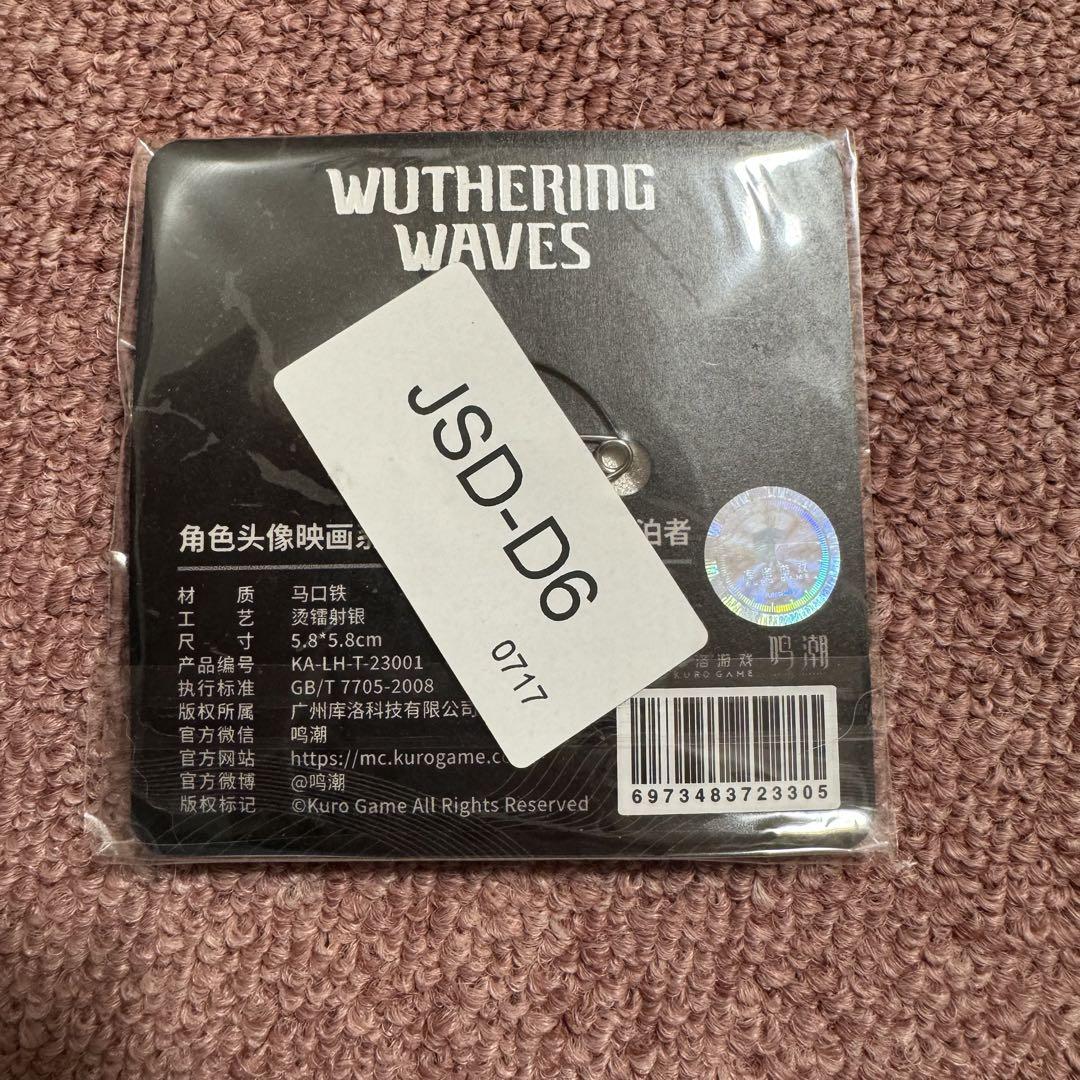 WUTHERING
WAVES
JSD-D6
0717
角色头像映画
泊者
材 质 马口铁
工 艺 烫镭射银
尺 寸 5.8*5.8cm
产品编号 KA-LH-T-23001
执行标准 GB/T 7705-2008
版权所属 广州库洛科技有限公司
官方微信 鸣潮
官方网站 https://mc.kurogame.c
官方微博 @鸣潮
版权标记 ©Kuro Game All Rights Reserved
游戏 鸣潮
KURO GAME
6973483723305